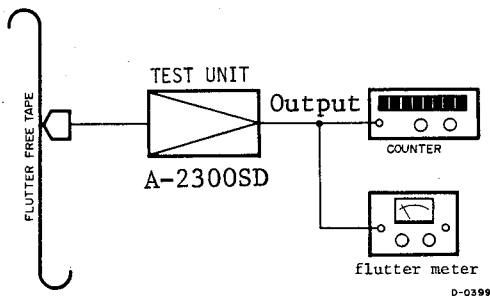 FLUTTER FREE TAPE
TEST UNIT
A-2300SD
Output
COUNTER
flutter meter
D-0399